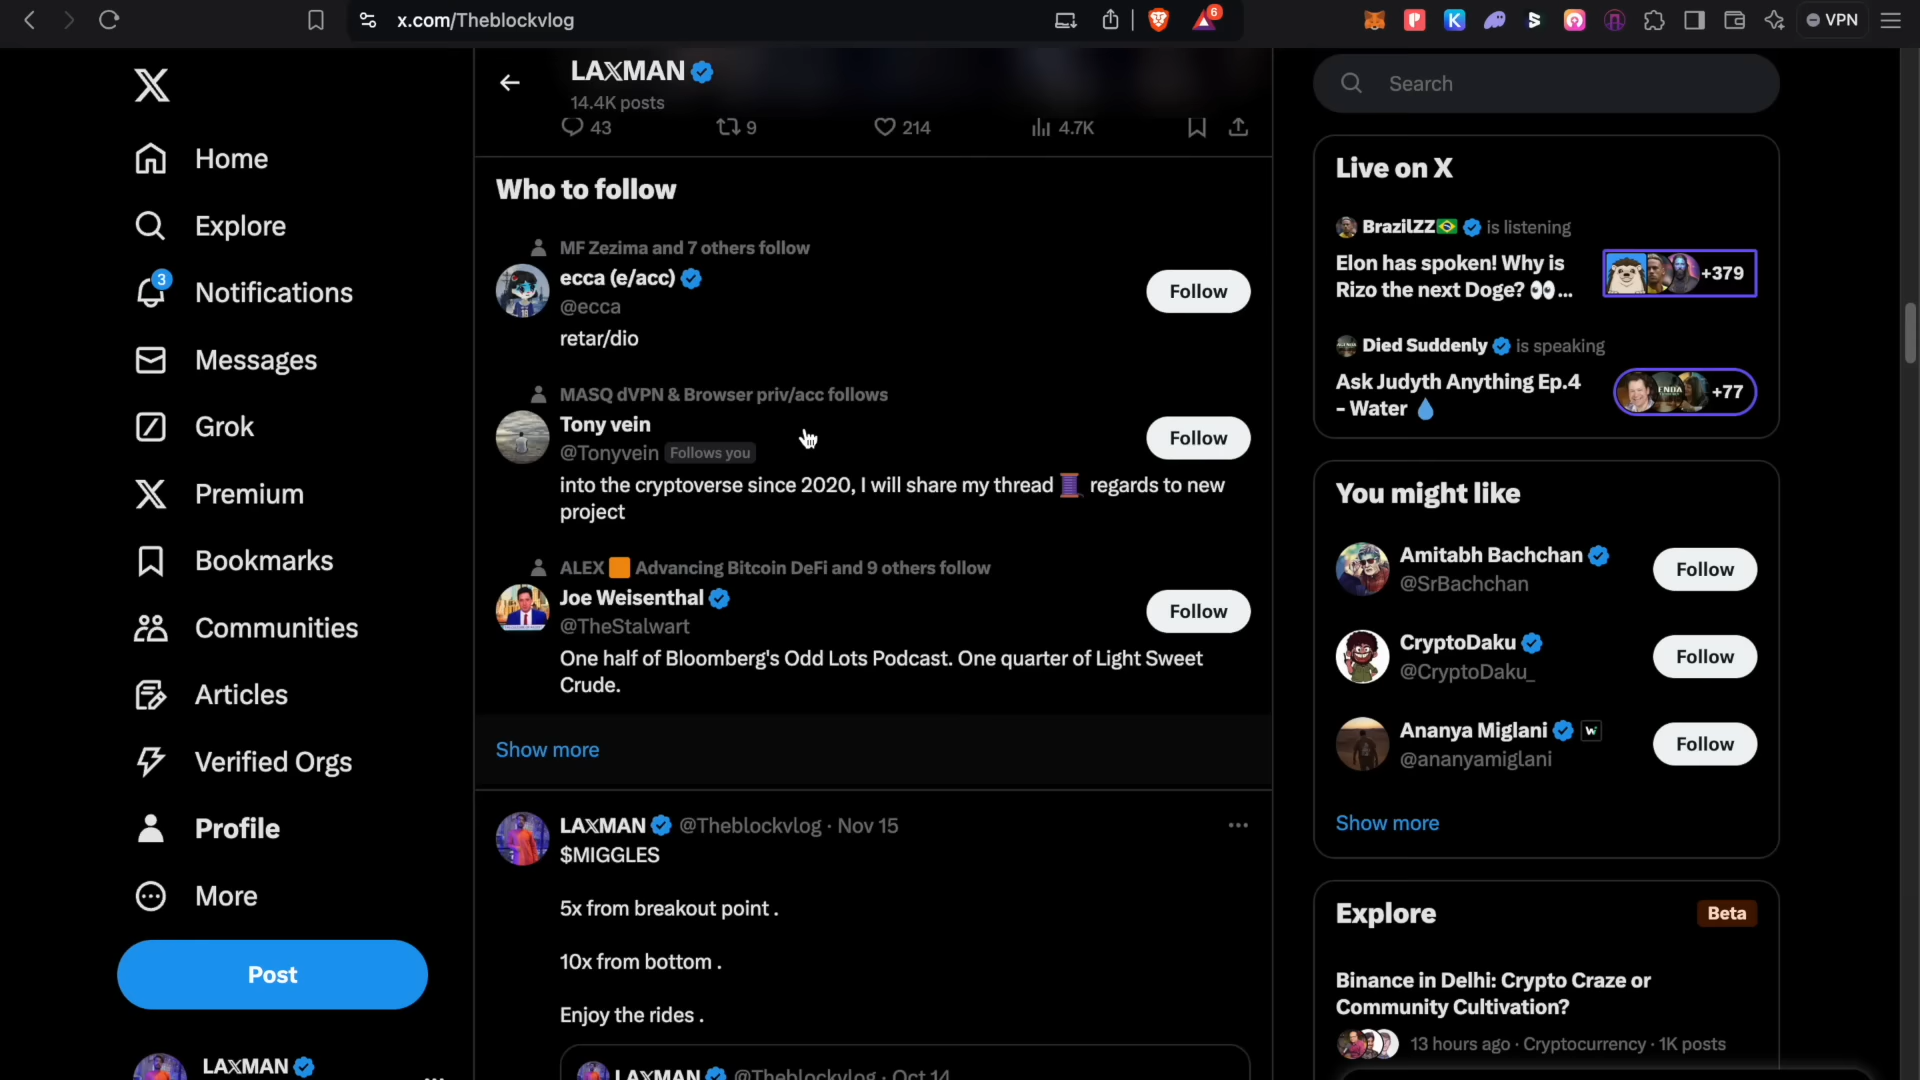 x.com/Theblockvlog
6
VPN
Home
Explore
3
Notifications
Messages
Grok
Premium
Bookmarks
Communities
Articles
Verified Orgs
Profile
More
Post
LA𝕏MAN
LA𝕏MAN
14.4K posts
43
9
214
4.7K
Who to follow
MF Zezima and 7 others follow
ecca (e/acc)
@ecca
retar/dio
Follow
MASQ dVPN & Browser priv/acc follows
Tony vein
@Tonyvein Follows you
into the cryptoverse since 2020, I will share my thread 🧵 regards to new
project
Follow
ALEX 🟧 Advancing Bitcoin DeFi and 9 others follow
Joe Weisenthal
@TheStalwart
One half of Bloomberg's Odd Lots Podcast. One quarter of Light Sweet
Crude.
Follow
Show more
LA𝕏MAN @Theblockvlog · Nov 15
$MIGGLES
5x from breakout point .
10x from bottom .
Enjoy the rides .
LA𝕏MAN @Theblockvlog · Oct 14
Search
Live on X
BrazilZZ🇧🇷 is listening
Elon has spoken! Why is
Rizo the next Doge? 👀...
+379
Died Suddenly is speaking
Ask Judyth Anything Ep.4
- Water 💧
+77
You might like
Amitabh Bachchan
@SrBachchan
Follow
CryptoDaku
@CryptoDaku_
Follow
Ananya Miglani
@ananyamiglani
Follow
Show more
Explore
Beta
Binance in Delhi: Crypto Craze or
Community Cultivation?
13 hours ago · Cryptocurrency · 1K posts